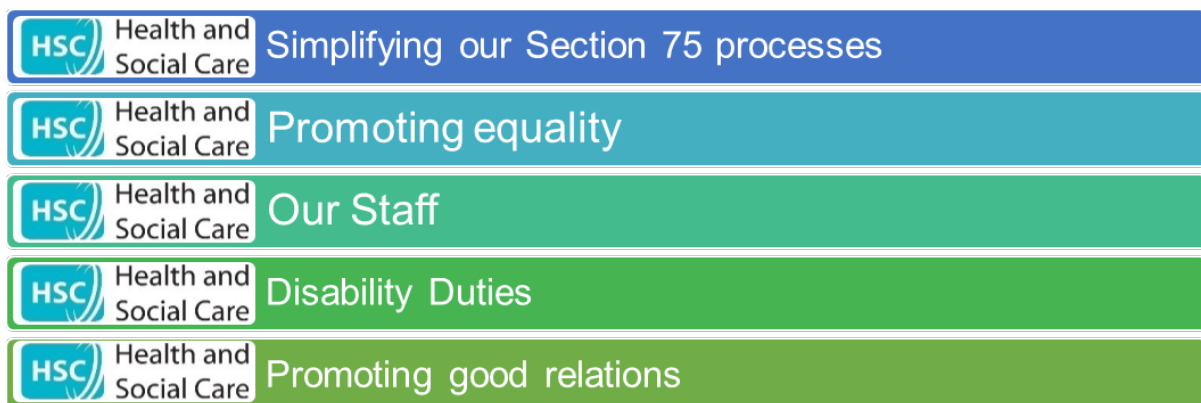 HSC Health and Social Care Simplifying our Section 75 processes
HSC Health and Social Care Promoting equality
HSC Health and Social Care Our Staff
HSC Health and Social Care Disability Duties
HSC Health and Social Care Promoting good relations